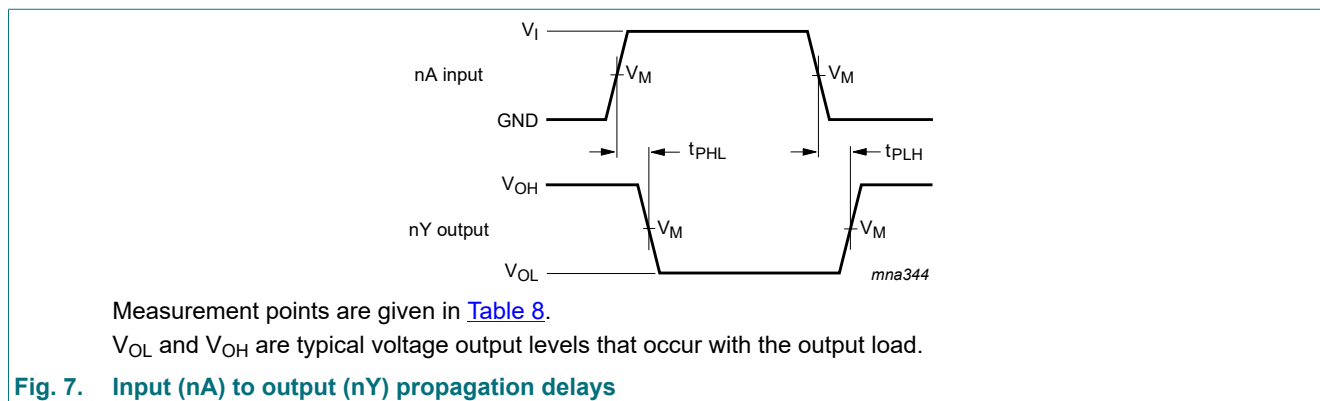 V_I
nA input
V_M
V_M
GND
t_PHL
t_PLH
V_OH
nY output
V_M
V_M
V_OL
mna344
Measurement points are given in Table 8.
V_OL and V_OH are typical voltage output levels that occur with the output load.
Fig. 7. Input (nA) to output (nY) propagation delays